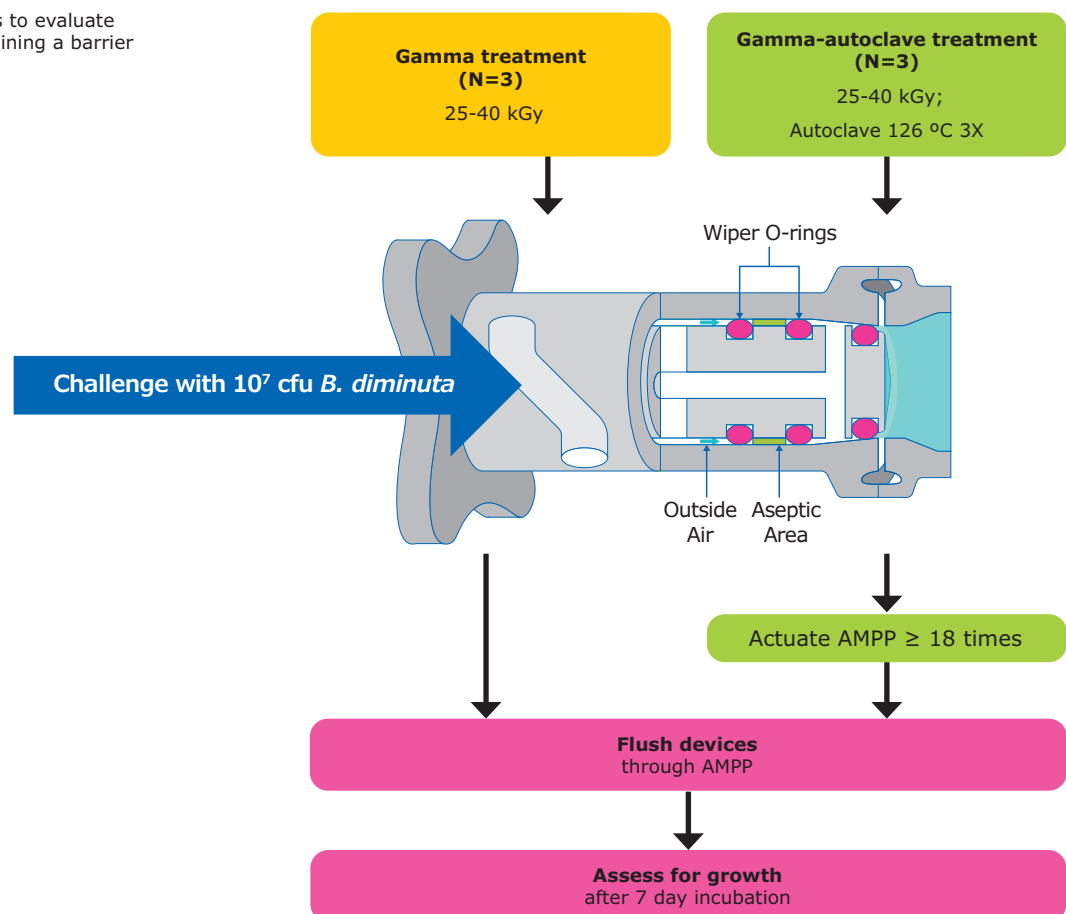 s to evaluate
ining a barrier
Gamma treatment
(N=3)
25-40 kGy
Gamma-autoclave treatment
(N=3)
25-40 kGy;
Autoclave 126 ºC 3X
Wiper O-rings
Challenge with 10⁷ cfu B. diminuta
Outside
Air
Aseptic
Area
Actuate AMPP ≥ 18 times
Flush devices
through AMPP
Assess for growth
after 7 day incubation